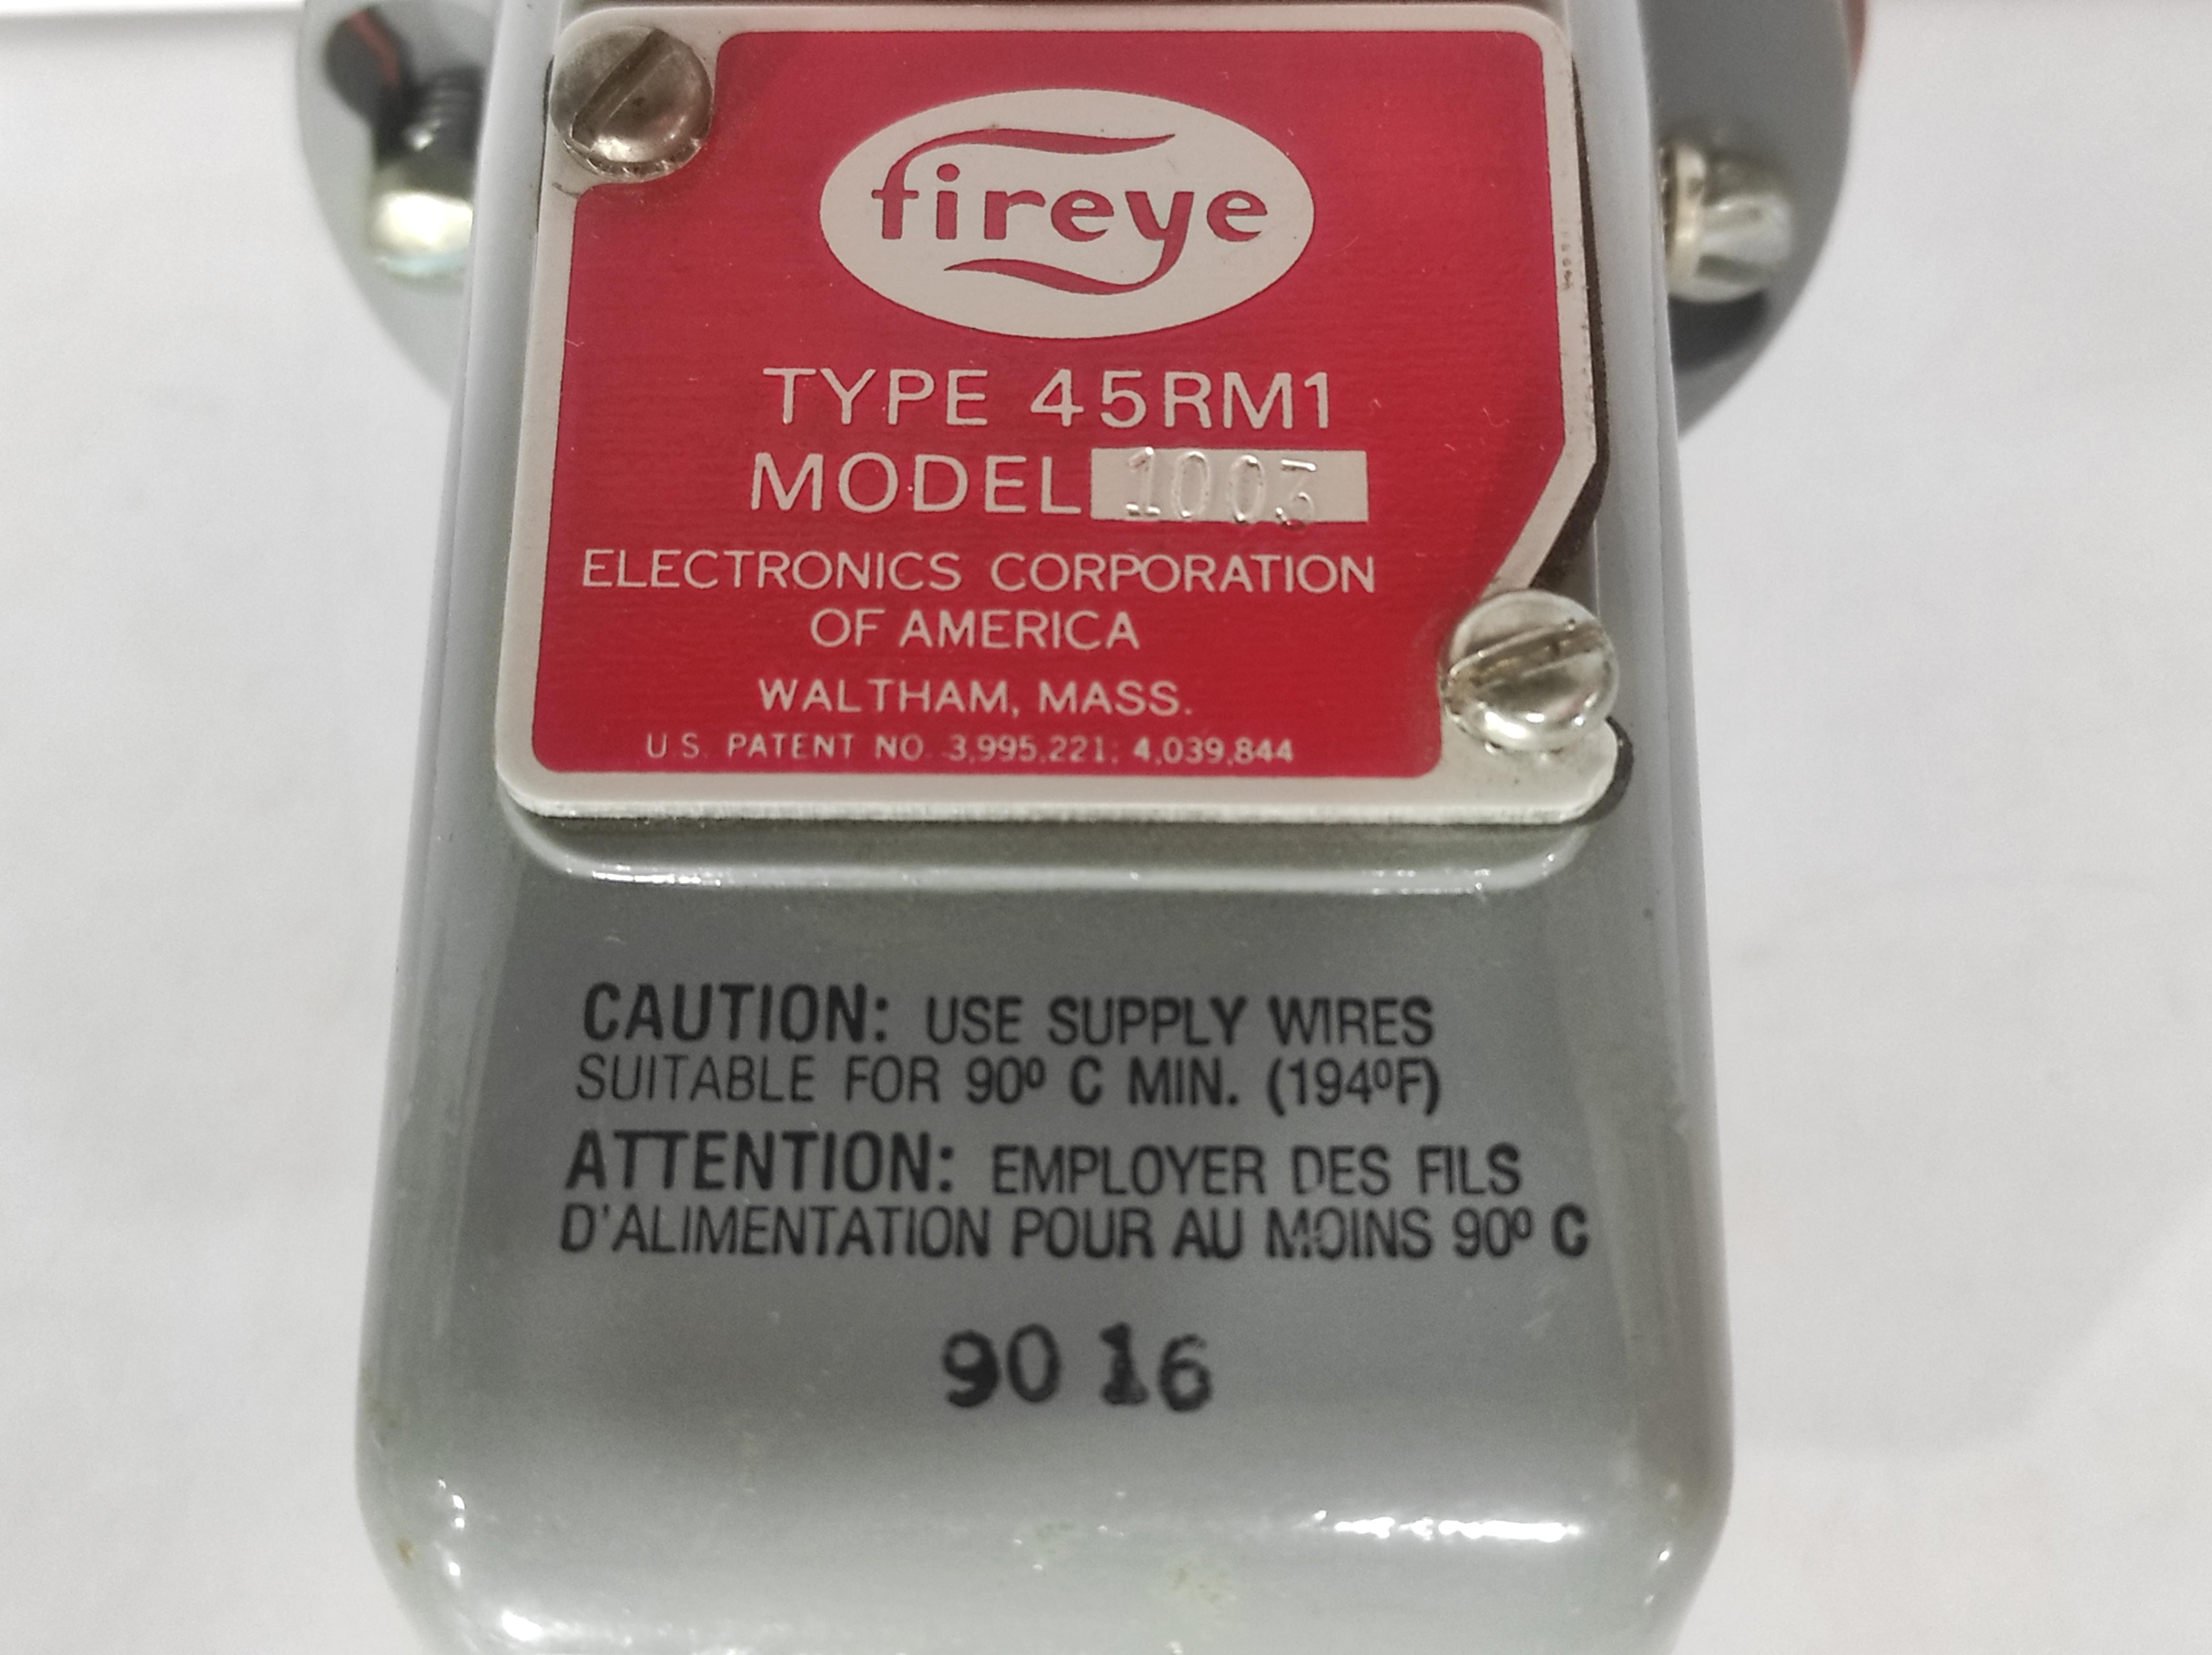 fireye
TYPE 45RM1
MODEL 1003
ELECTRONICS CORPORATION
OF AMERICA
WALTHAM, MASS.
U.S. PATENT NO. 3,995,221; 4,039,844
CAUTION: USE SUPPLY WIRES
SUITABLE FOR 90º C MIN. (194ºF)
ATTENTION: EMPLOYER DES FILS
D'ALIMENTATION POUR AU MOINS 90º C
90 16